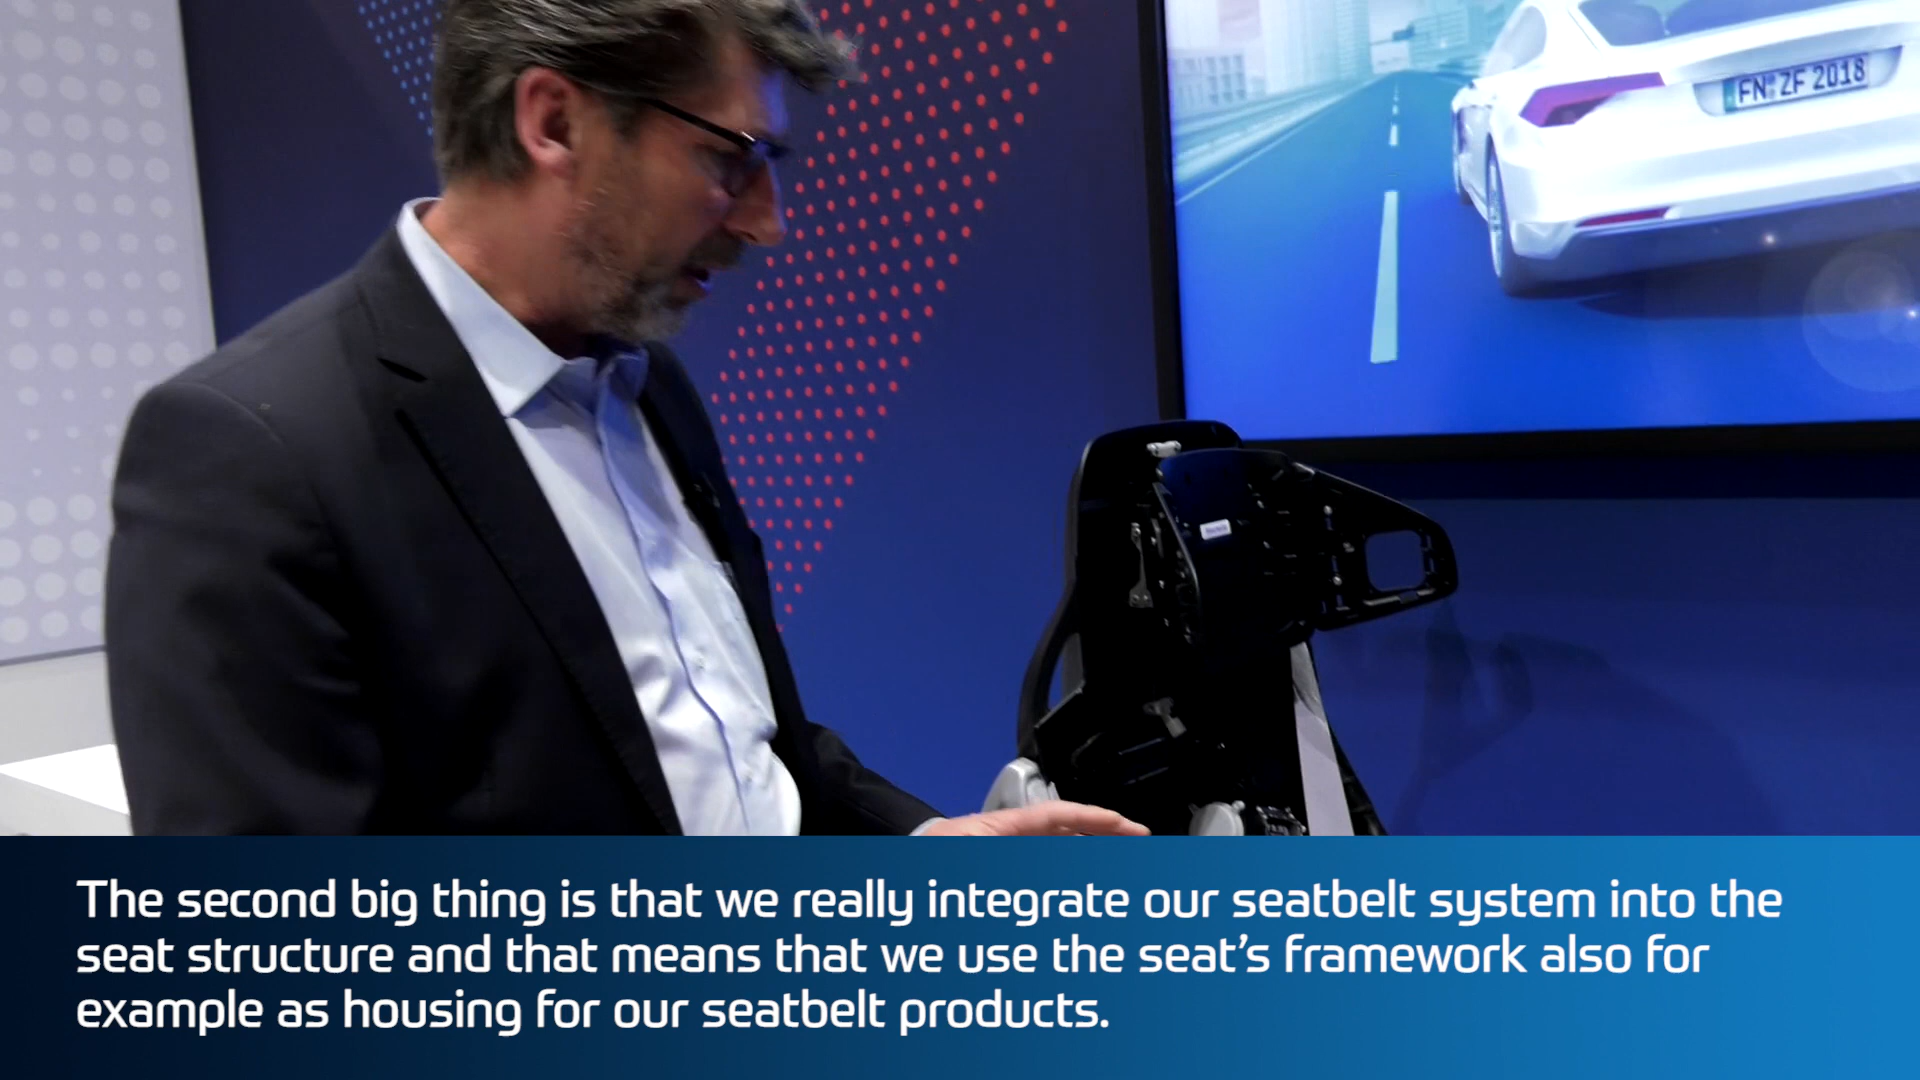 FN ZF 2018
The second big thing is that we really integrate our seatbelt system into the
seat structure and that means that we use the seat’s framework also for
example as housing for our seatbelt products.